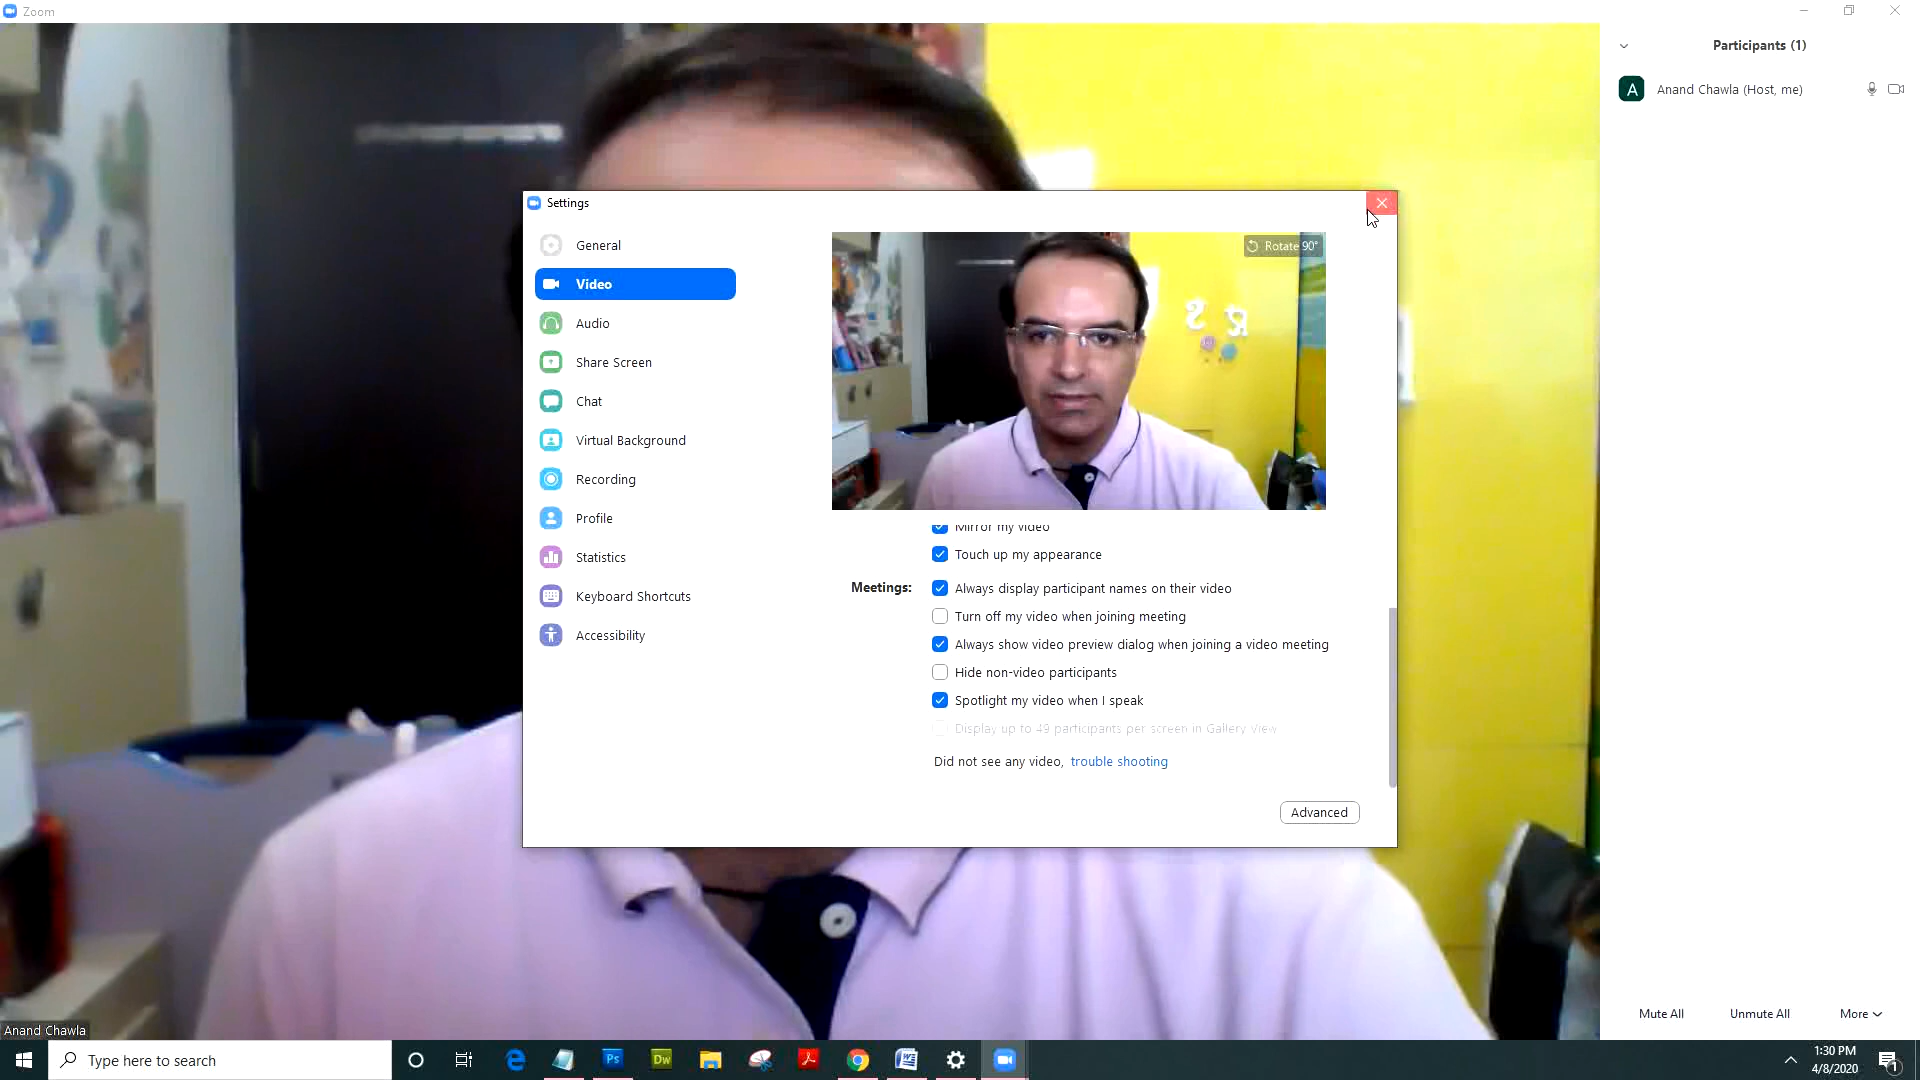 Zoom
Participants (1)
A
Anand Chawla (Host, me)
Settings
General
Video
Audio
Share Screen
Chat
Virtual Background
Recording
Profile
Statistics
Keyboard Shortcuts
Accessibility
Rotate 90°
Mirror my video
Touch up my appearance
Meetings:
Always display participant names on their video
Turn off my video when joining meeting
Always show video preview dialog when joining a video meeting
Hide non-video participants
Spotlight my video when I speak
Display up to 49 participants per screen in Gallery View
Did not see any video, trouble shooting
Advanced
Mute All
Unmute All
More
Anand Chawla
Type here to search
Ps
Dw
1:30 PM
4/8/2020
1